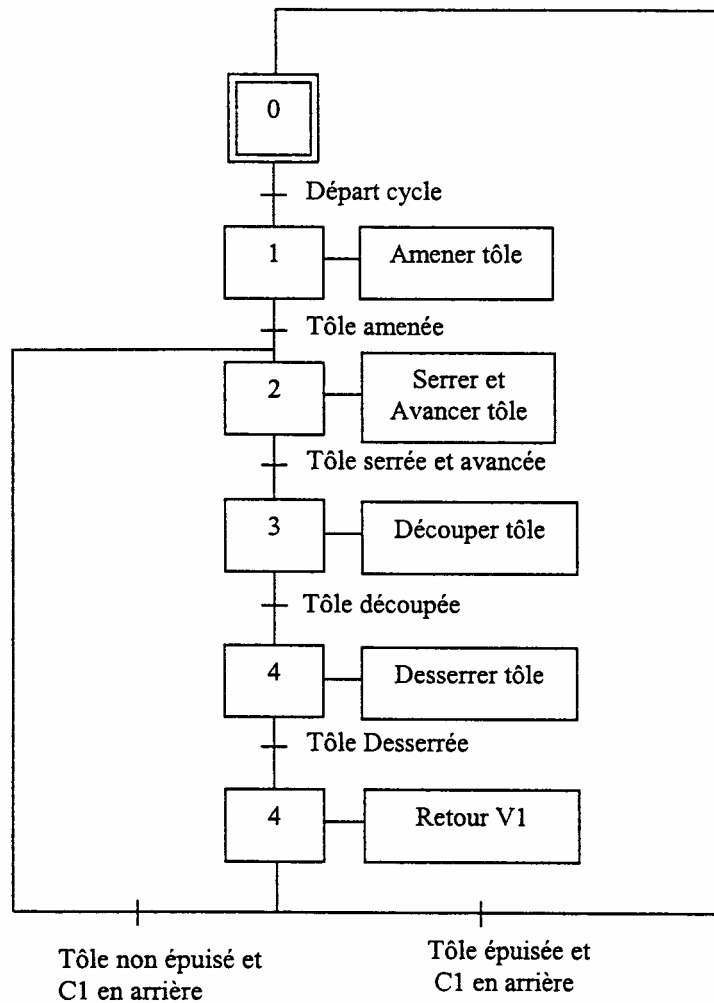 0
Départ cycle
1
Amener tôle
Tôle amenée
2
Serrer et
Avancer tôle
Tôle serrée et avancée
3
Découper tôle
Tôle découpée
4
Desserrer tôle
Tôle Desserrée
4
Retour V1
Tôle non épuisé et
C1 en arrière
Tôle épuisée et
C1 en arrière